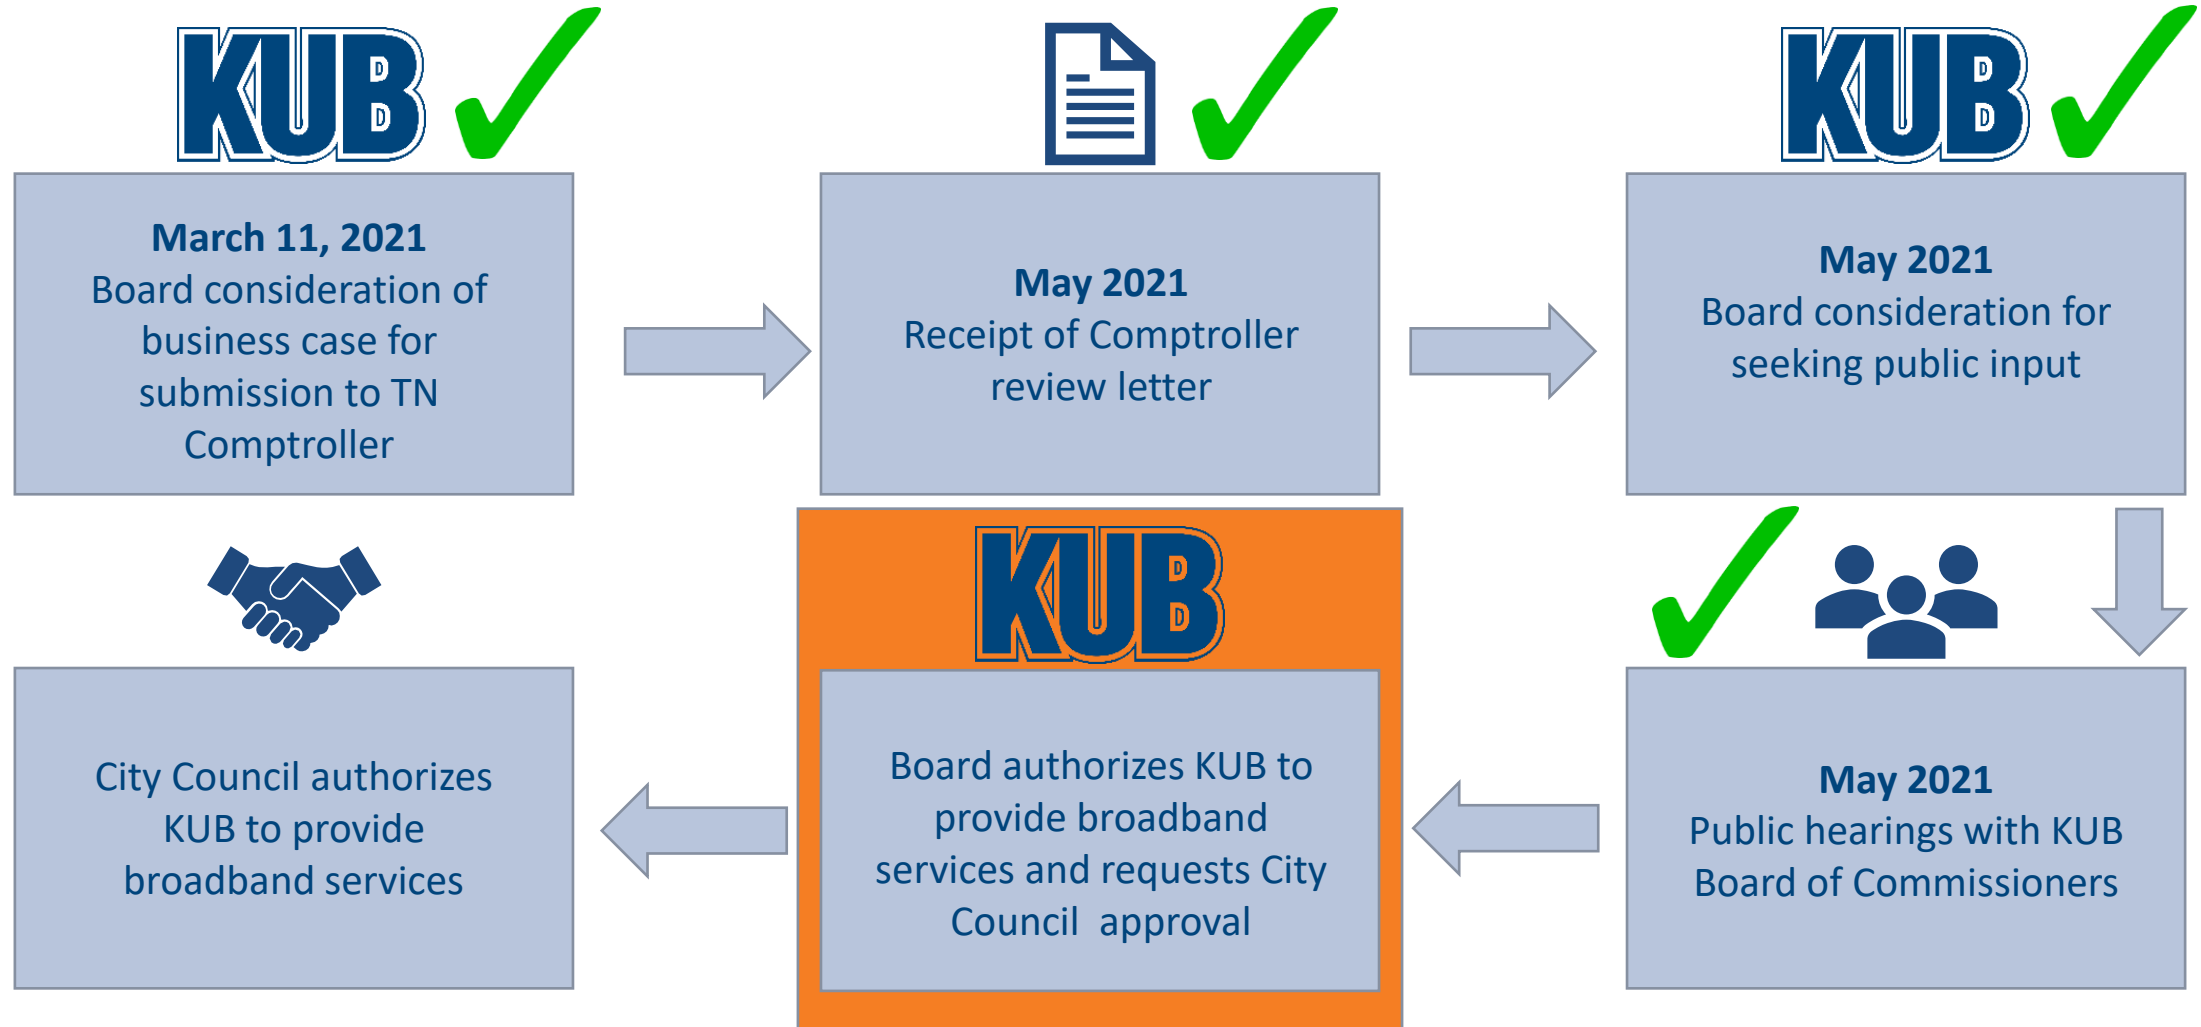 KUB
KUB
March 11, 2021
Board consideration of
business case for
submission to TN
Comptroller
May 2021
Receipt of Comptroller
review letter
May 2021
Board consideration for
seeking public input
KUB
May 2021
Public hearings with KUB
Board of Commissioners
Board authorizes KUB to
provide broadband
services and requests City
Council approval
City Council authorizes
KUB to provide
broadband services